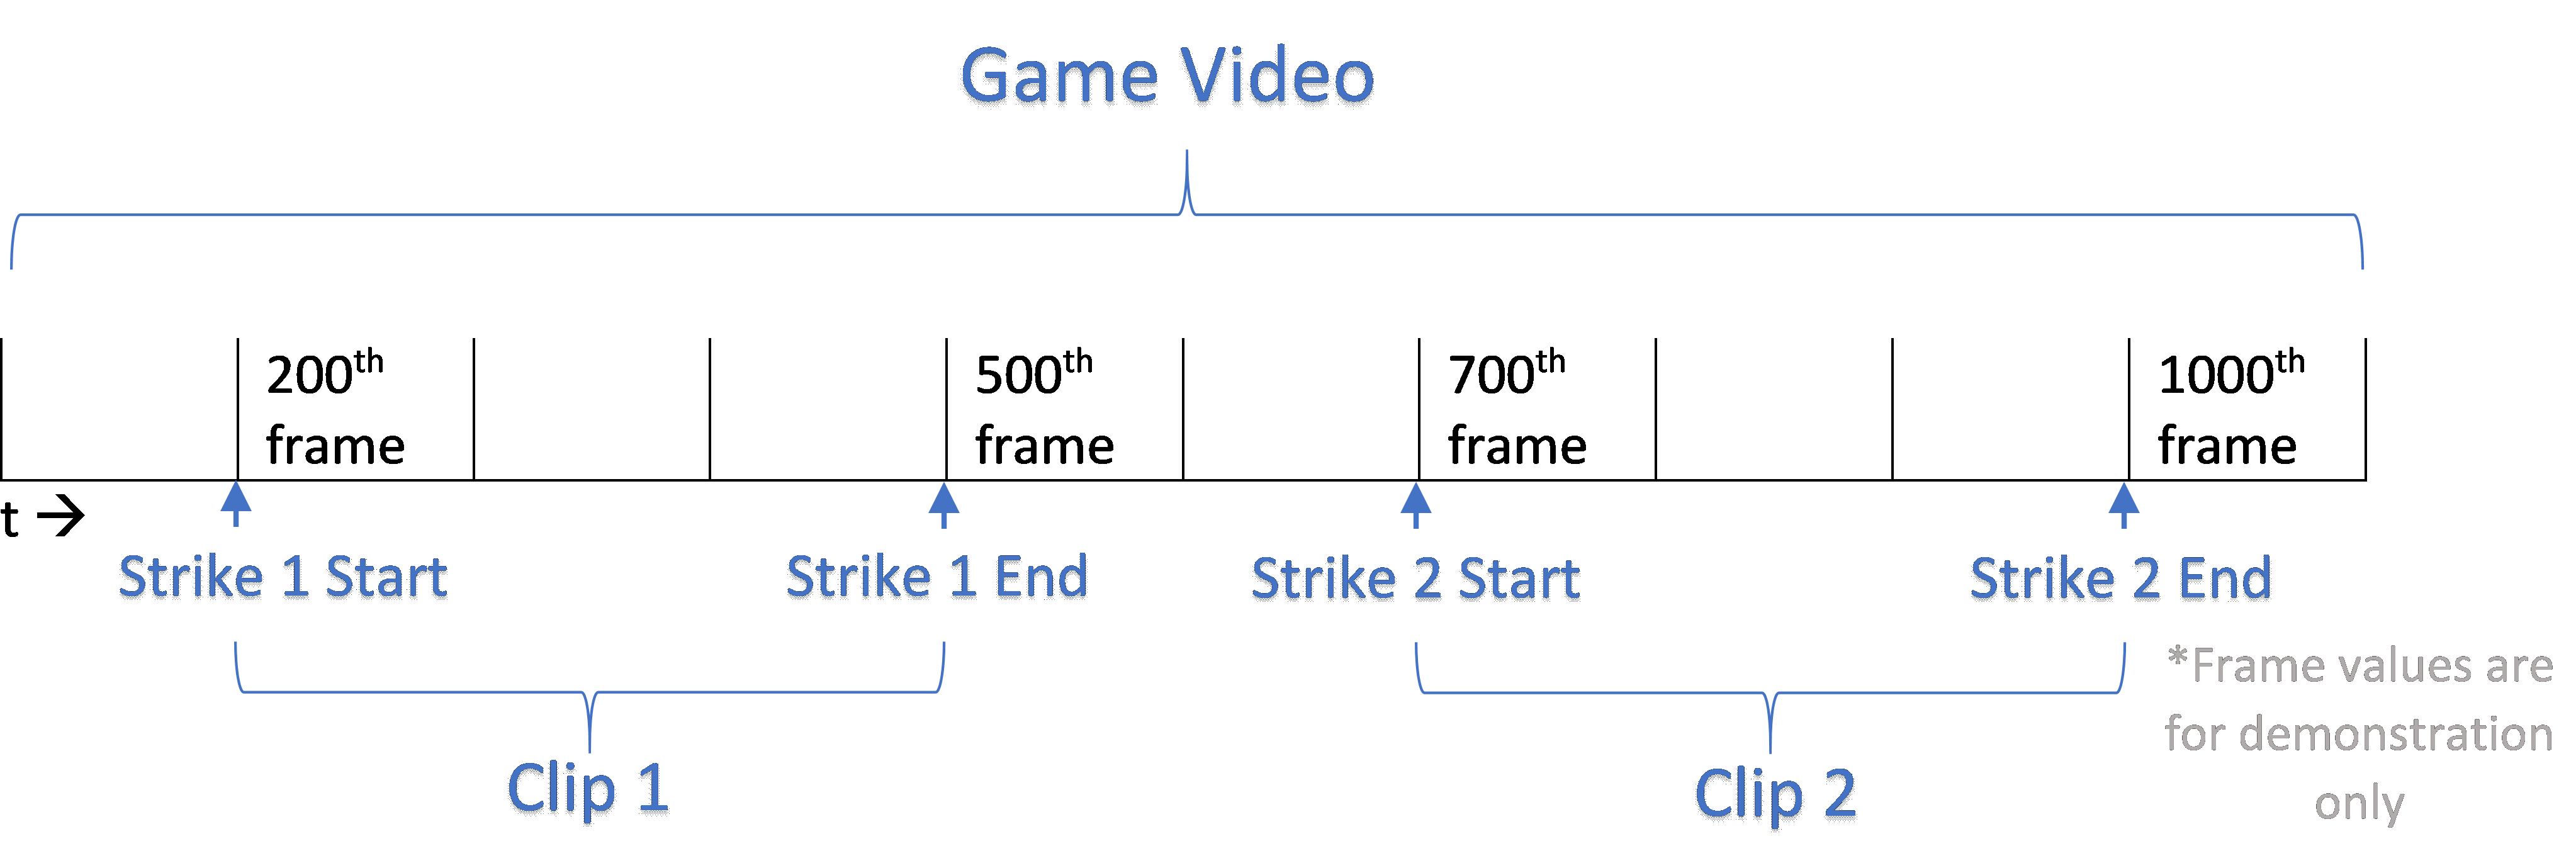 Game Video
200th frame
500th frame
700th frame
1000th frame
t →
Strike 1 Start
Strike 1 End
Strike 2 Start
Strike 2 End
Clip 1
Clip 2
*Frame values are
for demonstration
only